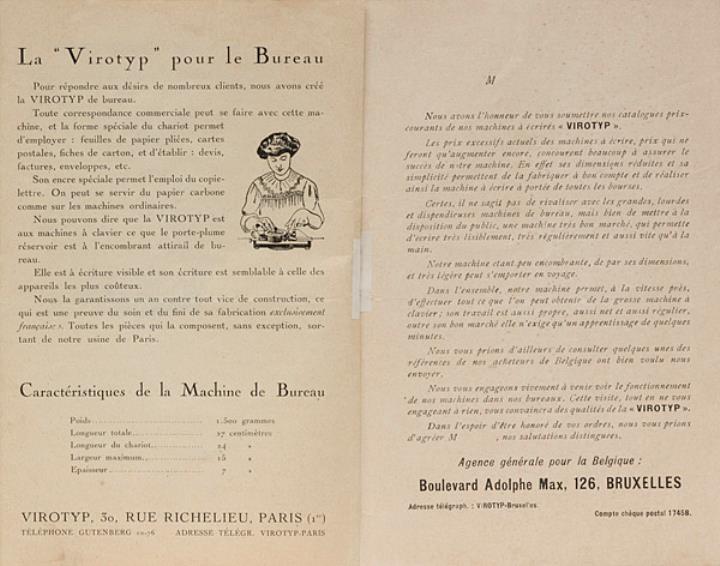 La "Virotyp" pour le Bureau
Pour répondre aux désirs de nombreux clients, nous avons créé
la VIROTYP de bureau.
Toute correspondance commerciale peut se faire avec cette ma-
chine, et la forme spéciale du chariot permet
d'employer : feuilles de papier pliées, cartes
postales, fiches de carton, et d'établir : devis,
factures, enveloppes, etc.
Son encre spéciale permet l'emploi du copie-
lettre. On peut se servir du papier carbone
comme sur les machines ordinaires.
Nous pouvons dire que la VIROTYP est
aux machines à clavier ce que le porte-plume
réservoir est à l'encombrant attirail de bu-
reau.
Elle est à écriture visible et son écriture est semblable à celle des
appareils les plus coûteux.
Nous la garantissons un an contre tout vice de construction, ce
qui est une preuve du soin et du fini de sa fabrication exclusivement
française ». Toutes les pièces qui la composent, sans exception, sor-
tant de notre usine de Paris.
Caractéristiques de la Machine de Bureau
Poids........................ 1.500 grammes
Longueur totale.............. 27 centimètres
Longueur du chariot.......... 24 »
Largeur maximum.............. 15 »
Epaisseur.................... 7 »
VIROTYP, 30, RUE RICHELIEU, PARIS (1er)
TÉLÉPHONE GUTENBERG 10-76 ADRESSE TÉLÉGR. VIROTYP-PARIS
M
Nous avons l'honneur de vous soumettre nos catalogues prix-
courants de nos machines à écrirés « VIROTYP ».
Les prix excessifs actuels des machines à écrire, prix qui ne
feront qu'augmenter encore, concourent beaucoup à assurer le
succès de notre machine. En effet ses dimensions réduites et sa
simplicité permettent de la fabriquer à bon compte et de réaliser
ainsi la machine à écrire à portée de toutes les bourses.
Certes, il ne sagit pas de rivaliser avec les grandes, lourdes
et dispendiruses machines de bureau, mais bien de mettre à la
disposition du public, une machine très bon marché, qui permette
d'écrire très lisiblement, très régulièrement et aussi vite qu'à la
main.
Notre machine ctant peu encombrante, de par ses dimensions,
et très légère peut s'emporter en voyage.
Dans l'ensemble, notre machine permet, à la vitesse près,
d'effectuer tout ce que l'on peut obtenir de la grosse machine à
clavier ; son travail est aussi propre, aussi net et aussi régulier,
outre son bon marché elle n'exige qu'un apprentissage de quelques
minutes.
Nous vous prions d'ailleurs de consulter quelques unes des
références de nos acheteurs de Belgique ont bien voulu nous
envoyer.
Nous vous engageons vivement à venir voir le fonctionnement
de nos machines dans nos bureaux. Cette visite, tout en ne vous
engageant à rien, vous convaincra des qualités de la « VIROTYP ».
Dans l'espoir d'être honoré de vos ordres, nous vous prions
d'agréer M , nos salutations distingues.
Agence générale pour la Belgique :
Boulevard Adolphe Max, 126, BRUXELLES
Adresse télégraph. : VIROTYP-Bruxelles.
Compte chèque postal 17458.